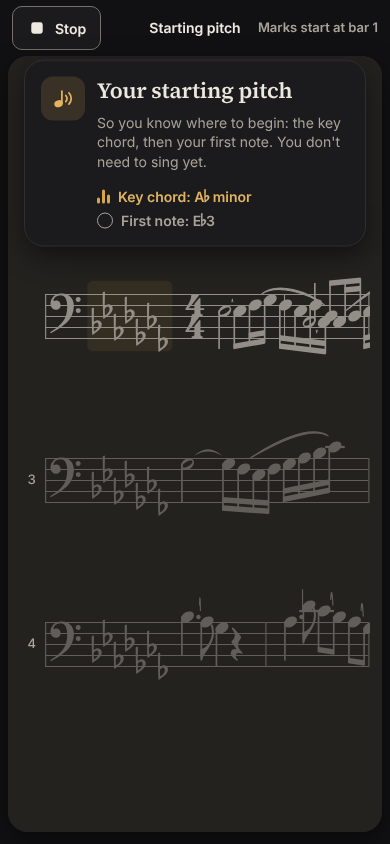 Stop
Starting pitch
Marks start at bar 1
Your starting pitch
So you know where to begin: the key
chord, then your first note. You don't
need to sing yet.
Key chord: A♭ minor
First note: E♭3
4
4
3
4